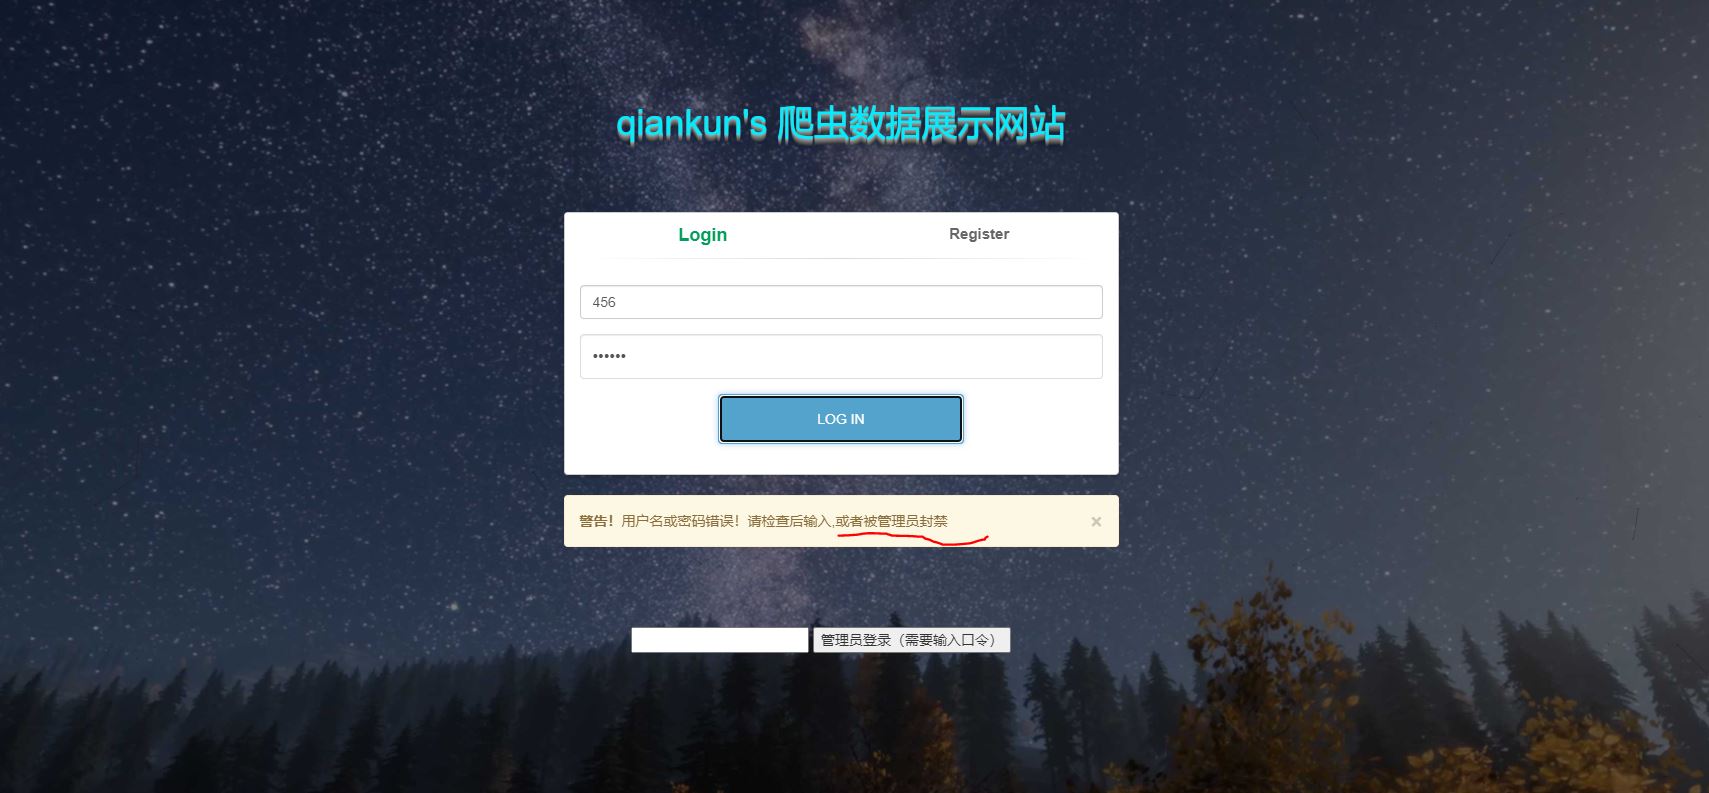 qiankun's 爬虫数据展示网站
Login
Register
456
••••••
LOG IN
警告！用户名或密码错误！请检查后输入,或者被管理员封禁 ×
管理员登录（需要输入口令）